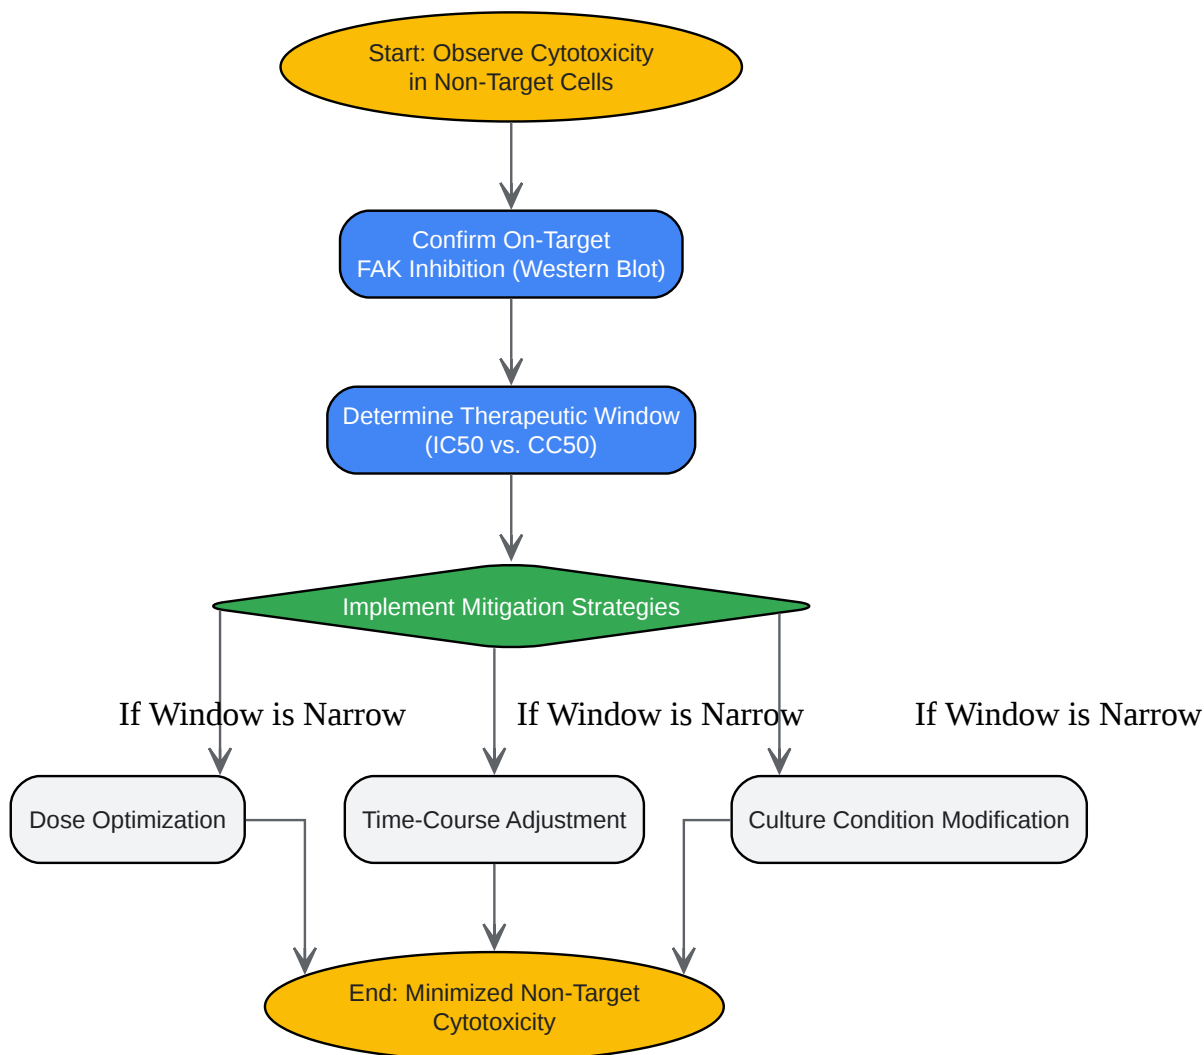 Start: Observe Cytotoxicity
in Non-Target Cells
Confirm On-Target
FAK Inhibition (Western Blot)
Determine Therapeutic Window
(IC50 vs. CC50)
Implement Mitigation Strategies
If Window is Narrow
If Window is Narrow
If Window is Narrow
Dose Optimization
Time-Course Adjustment
Culture Condition Modification
End: Minimized Non-Target
Cytotoxicity